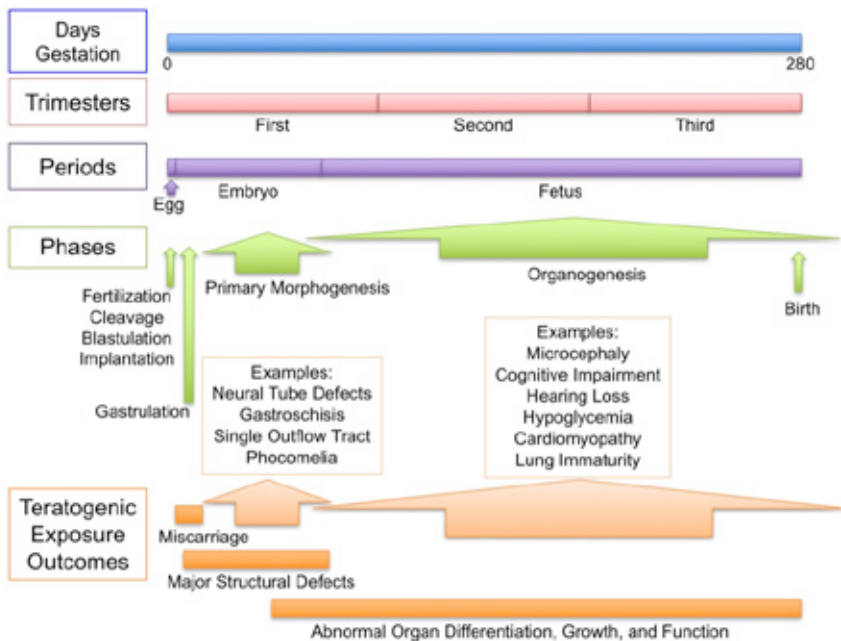 Days
Gestation
0
280
Trimesters
First
Second
Third
Periods
Egg
Embryo
Fetus
Phases
Fertilization
Cleavage
Blastulation
Implantation
Gastrulation
Primary Morphogenesis
Organogenesis
Birth
Examples:
Neural Tube Defects
Gastroschisis
Single Outflow Tract
Phocomelia
Examples:
Microcephaly
Cognitive Impairment
Hearing Loss
Hypoglycemia
Cardiomyopathy
Lung Immaturity
Teratogenic
Exposure
Outcomes
Miscarriage
Major Structural Defects
Abnormal Organ Differentiation, Growth, and Function